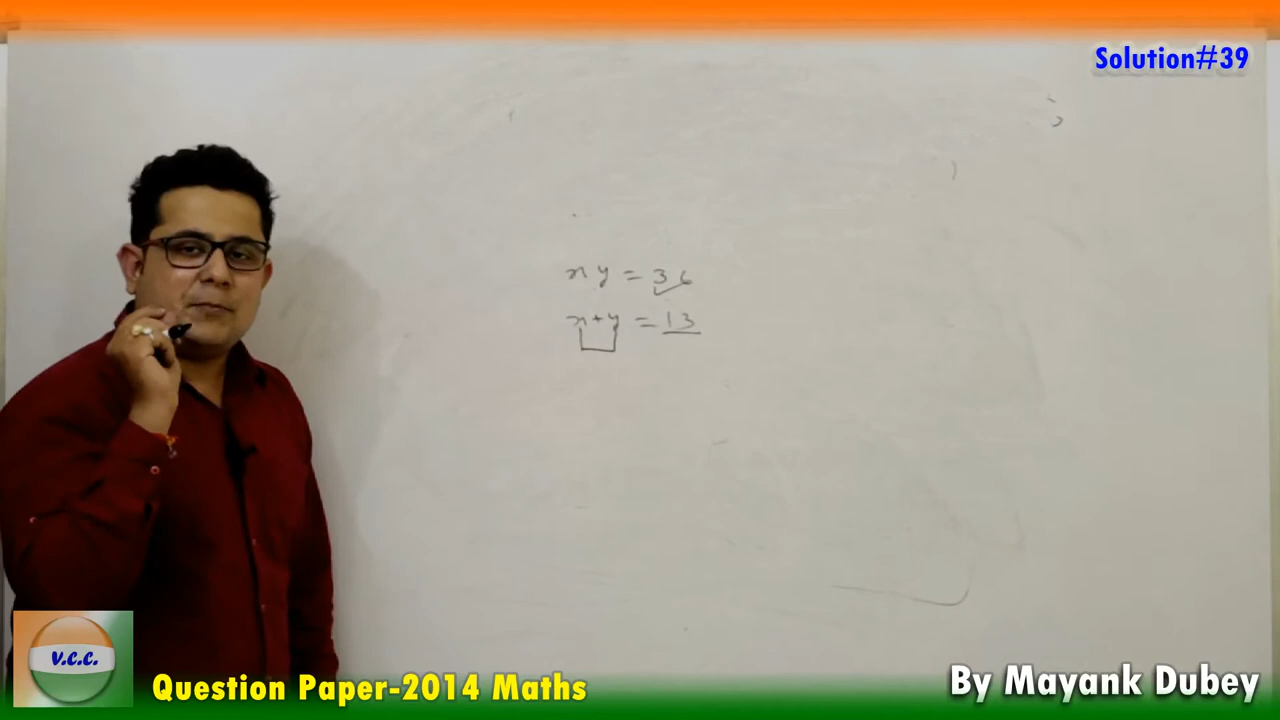 Solution#39
xy = 36
x+y = 13
V.C.C.
Question Paper-2014 Maths
By Mayank Dubey